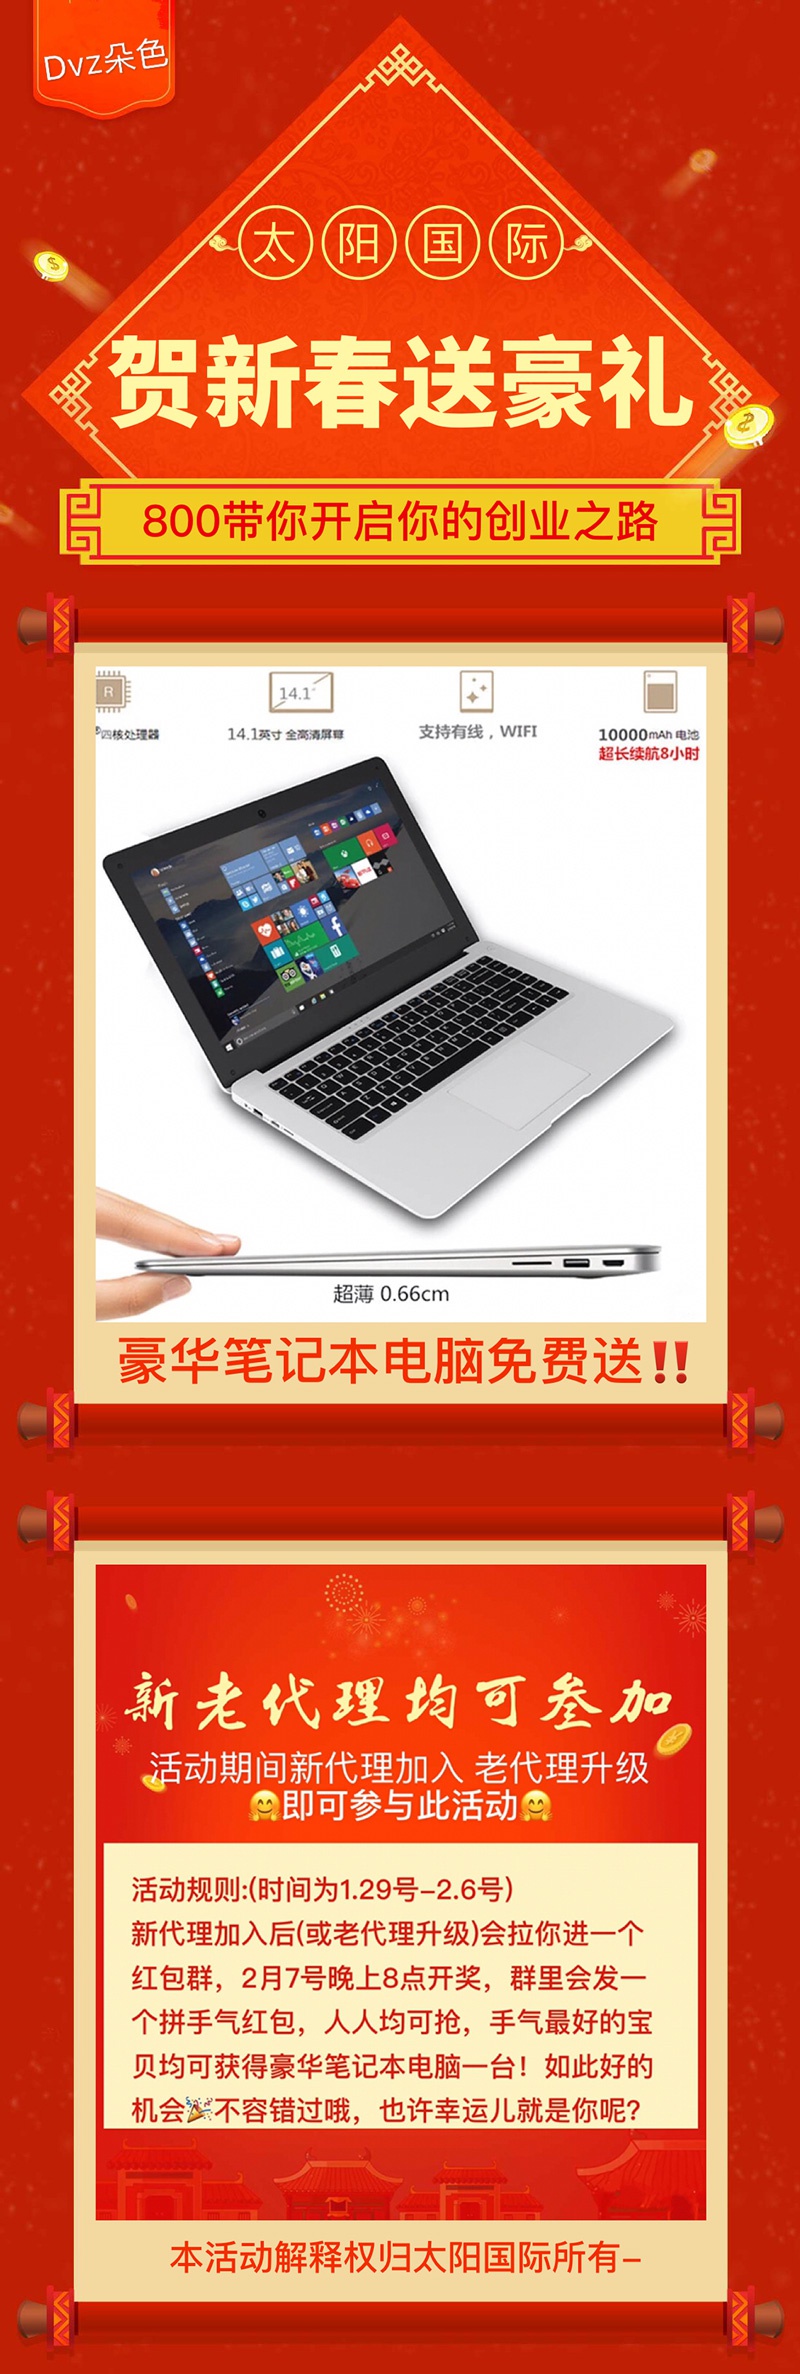 Dvz朵色
太阳国际
贺新春送豪礼
800带你开启你的创业之路
R
14.1"
四核处理器
14.1英寸 全高清屏幕
支持有线，WIFI
10000mAh 电池
超长续航8小时
超薄 0.66cm
豪华笔记本电脑免费送‼️
新老代理均可参加
活动期间新代理加入 老代理升级
🤗即可参与此活动🤗
活动规则:(时间为1.29号-2.6号)
新代理加入后(或老代理升级)会拉你进一个
红包群，2月7号晚上8点开奖，群里会发一
个拼手气红包，人人均可抢，手气最好的宝
贝均可获得豪华笔记本电脑一台！如此好的
机会🎉不容错过哦，也许幸运儿就是你呢?
本活动解释权归太阳国际所有-